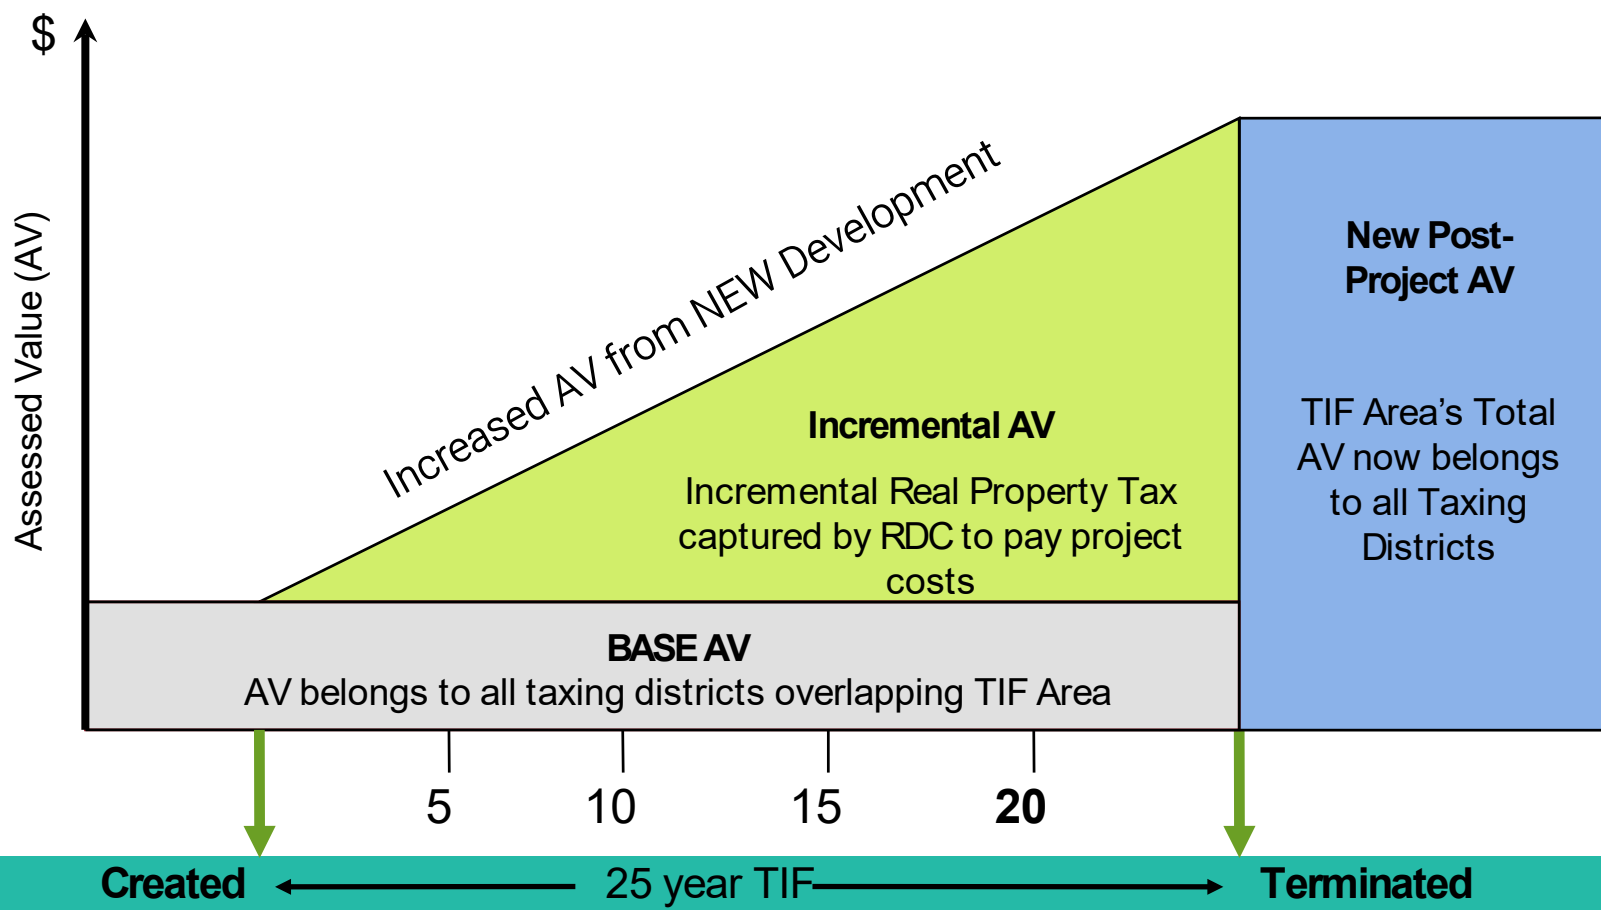 $
Assessed Value (AV)
Increased AV from NEW Development
Incremental AV
Incremental Real Property Tax
captured by RDC to pay project
costs
BASE AV
AV belongs to all taxing districts overlapping TIF Area
New Post-
Project AV
TIF Area’s Total
AV now belongs
to all Taxing
Districts
5 10 15 20
Created 25 year TIF Terminated